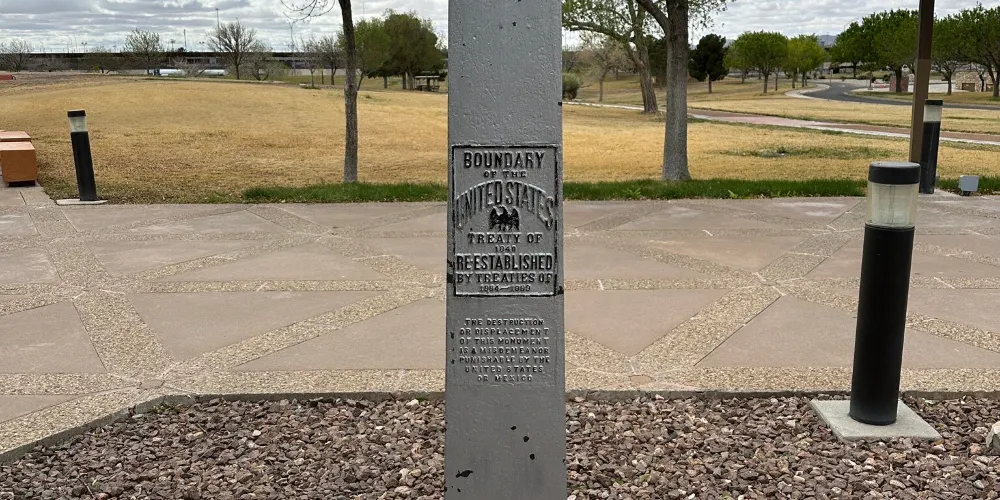 BOUNDARY
OF THE
UNITED STATES
TREATY OF
1848
RE-ESTABLISHED
BY TREATIES OF
1884—1889
THE DESTRUCTION
OR DISPLACEMENT
OF THIS MONUMENT
IS A MISDEMEANOR
PUNISHABLE BY THE
UNITED STATES
OR MEXICO